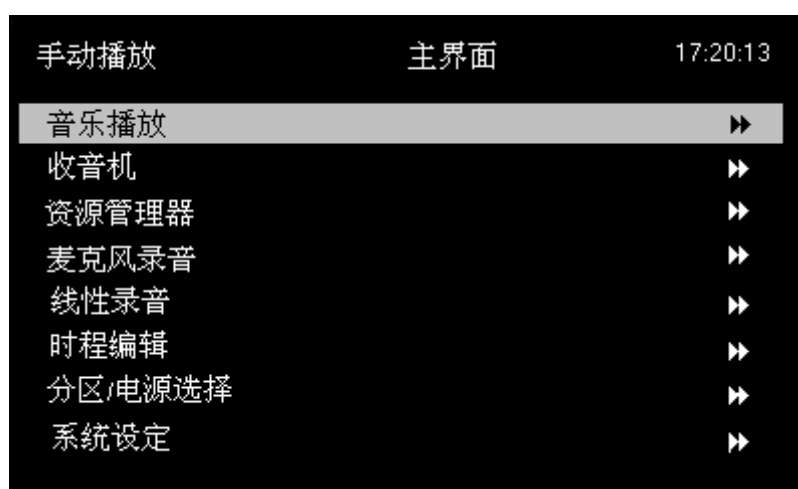 手动播放 主界面 17:20:13
音乐播放
收音机
资源管理器
麦克风录音
线性录音
时程编辑
分区/电源选择
系统设定